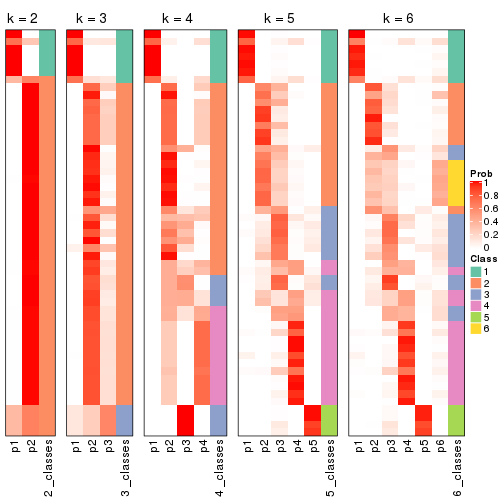 k = 2
k = 3
k = 4
k = 5
k = 6
Prob
1
0.8
0.6
0.4
0.2
0
Class
1
2
3
4
5
6
p1
p2
2_classes
p1
p2
p3
3_classes
p1
p2
p3
p4
4_classes
p1
p2
p3
p4
p5
5_classes
p1
p2
p3
p4
p5
p6
6_classes